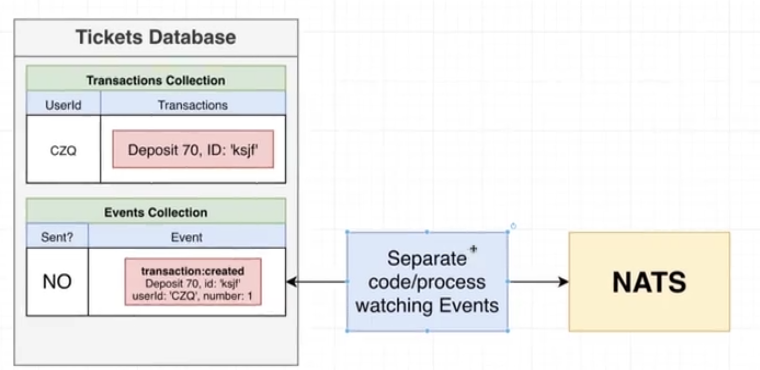 Tickets Database
Transactions Collection
UserId Transactions
CZQ Deposit 70, ID: 'ksjf'
Events Collection
Sent? Event
NO
transaction:created
Deposit 70, id: 'ksjf'
userId: 'CZQ', number: 1
Separate
code/process
watching Events
NATS